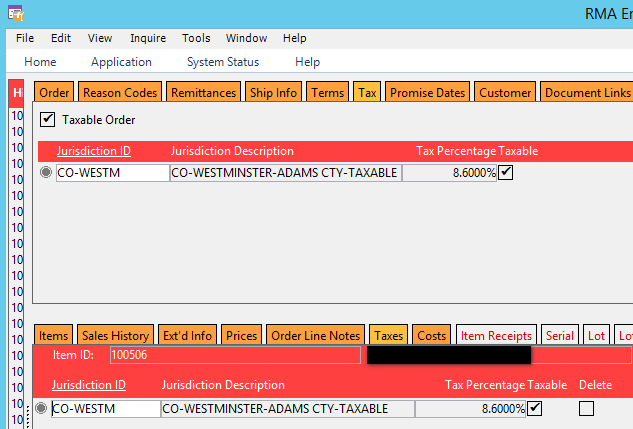 RMA En
File Edit View Inquire Tools Window Help
Home Application System Status Help
Hi Order Reason Codes Remittances Ship Info Terms Tax Promise Dates Customer Document Links
10
Taxable Order
10
10
Jurisdiction ID Jurisdiction Description Tax Percentage Taxable
10 CO-WESTM CO-WESTMINSTER-ADAMS CTY-TAXABLE 8.6000%
10
10
10
10
10
10
10
10
Items Sales History Ext'd Info Prices Order Line Notes Taxes Costs Item Receipts Serial Lot Lo
10 Item ID: 100506
10
10 Jurisdiction ID Jurisdiction Description Tax Percentage Taxable Delete
10 CO-WESTM CO-WESTMINSTER-ADAMS CTY-TAXABLE 8.6000%
10